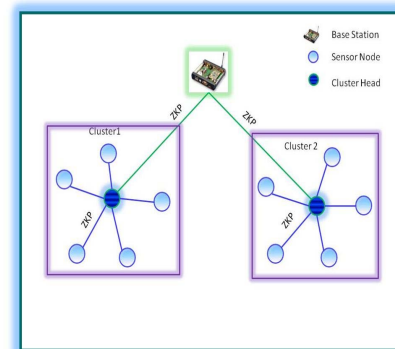 Base Station
Sensor Node
Cluster Head
ZKP
ZKP
Cluster1
Cluster 2
ZKP
ZKP